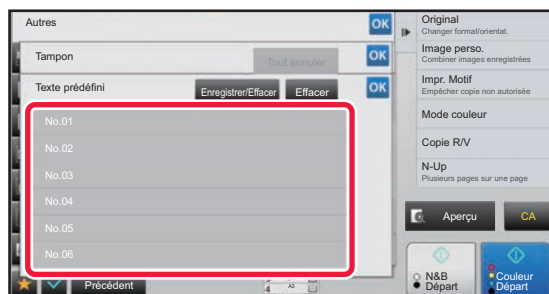 Autres
OK
Tampon
Tout annuler
OK
Texte prédéfini
Enregistrer/Effacer
Effacer
OK
No.01
No.02
No.03
No.04
No.05
No.06
Précédent
4
A3
Original
Changer format/orientat.
Image perso.
Combiner images enregistrées
Impr. Motif
Empêcher copie non autorisée
Mode couleur
Copie R/V
N-Up
Plusieurs pages sur une page
Aperçu
CA
N&B
Départ
Couleur
Départ